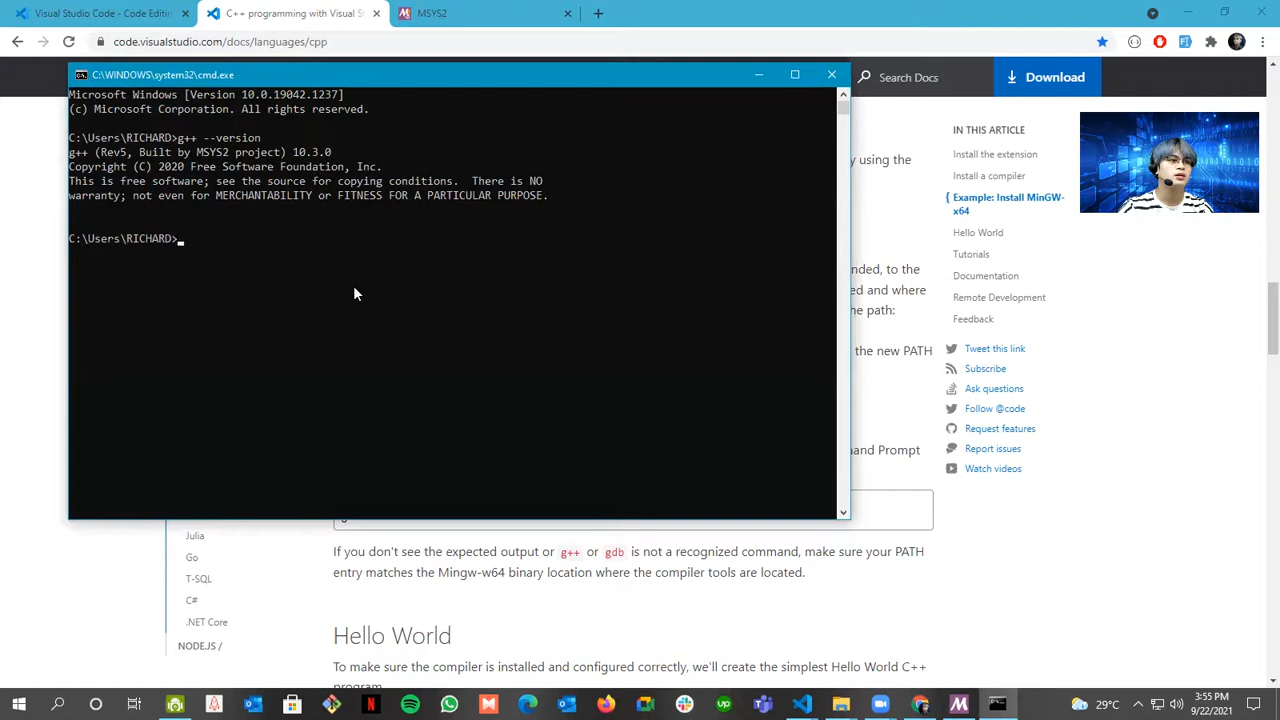 Visual Studio Code - Code Editing
C++ programming with Visual St
MSYS2
code.visualstudio.com/docs/languages/cpp
C:\WINDOWS\system32\cmd.exe
Search Docs
Download
Microsoft Windows [Version 10.0.19042.1237]
(c) Microsoft Corporation. All rights reserved.
C:\Users\RICHARD>g++ --version
g++ (Rev5, Built by MSYS2 project) 10.3.0
Copyright (C) 2020 Free Software Foundation, Inc.
This is free software; see the source for copying conditions.  There is NO
warranty; not even for MERCHANTABILITY or FITNESS FOR A PARTICULAR PURPOSE.
C:\Users\RICHARD>
y using the
nded, to the
ed and where
the path:
the new PATH
and Prompt
IN THIS ARTICLE
Install the extension
Install a compiler
Example: Install MinGW-
x64
Hello World
Tutorials
Documentation
Remote Development
Feedback
Tweet this link
Subscribe
Ask questions
Follow @code
Request features
Report issues
Watch videos
Julia
Go
T-SQL
C#
.NET Core
NODE.JS /
If you don't see the expected output or g++ or gdb is not a recognized command, make sure your PATH
entry matches the Mingw-w64 binary location where the compiler tools are located.
Hello World
To make sure the compiler is installed and configured correctly, we'll create the simplest Hello World C++
program.
29°C
3:55 PM
9/22/2021